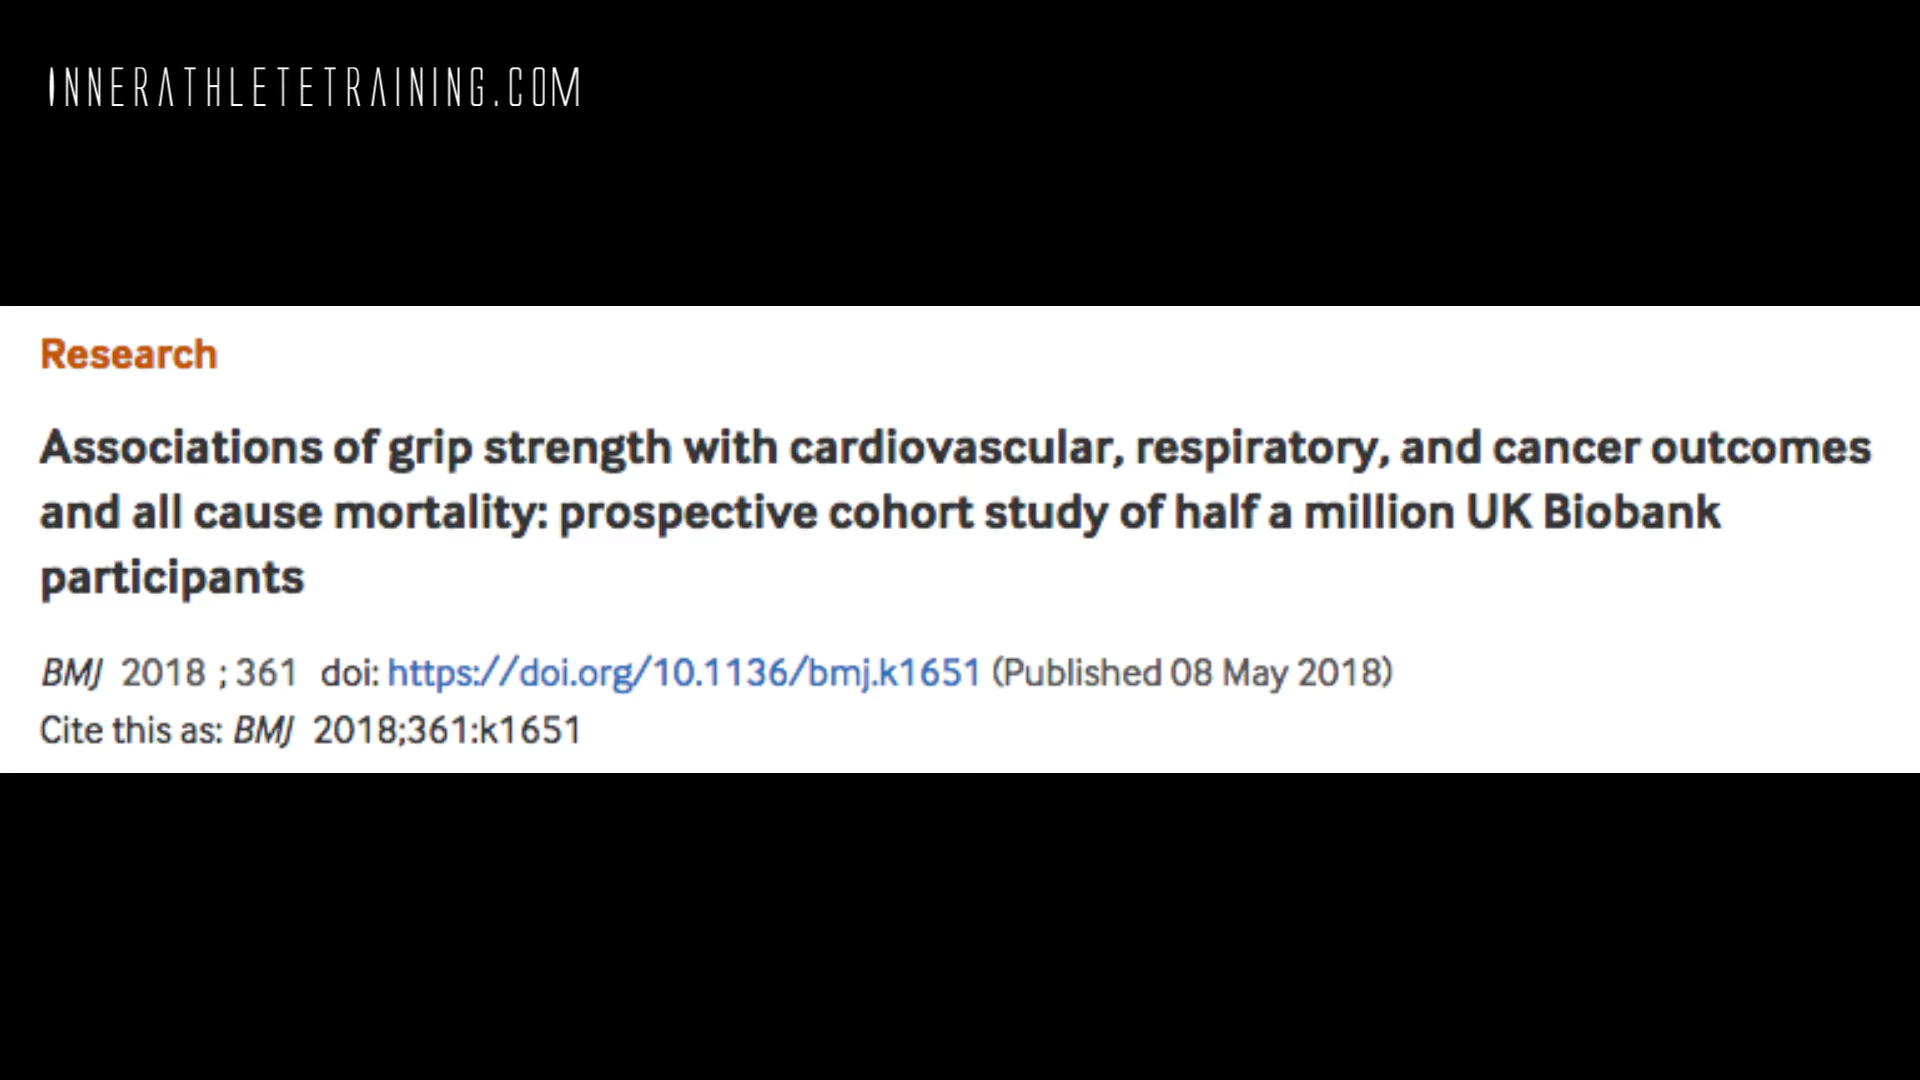 INNERATHLETETRAINING.COM
Research
Associations of grip strength with cardiovascular, respiratory, and cancer outcomes
and all cause mortality: prospective cohort study of half a million UK Biobank
participants
BMJ 2018 ; 361 doi: https://doi.org/10.1136/bmj.k1651 (Published 08 May 2018)
Cite this as: BMJ 2018;361:k1651